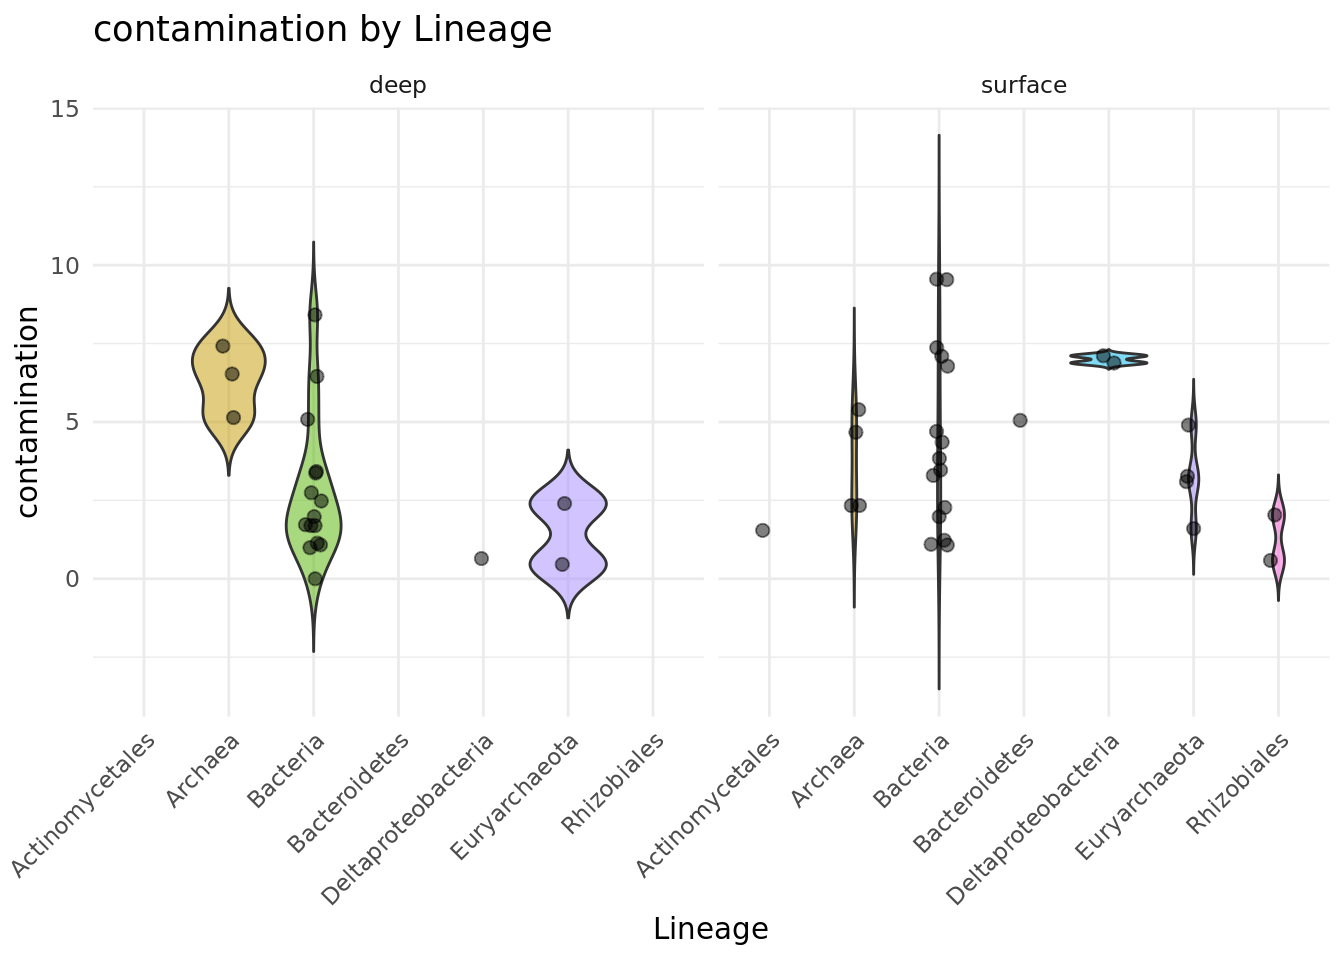 contamination by Lineage
deep
surface
contamination
15
10
5
0
Actinomycetales
Archaea
Bacteria
Bacteroidetes
Deltaproteobacteria
Euryarchaeota
Rhizobiales
Actinomycetales
Archaea
Bacteria
Bacteroidetes
Deltaproteobacteria
Euryarchaeota
Rhizobiales
Lineage